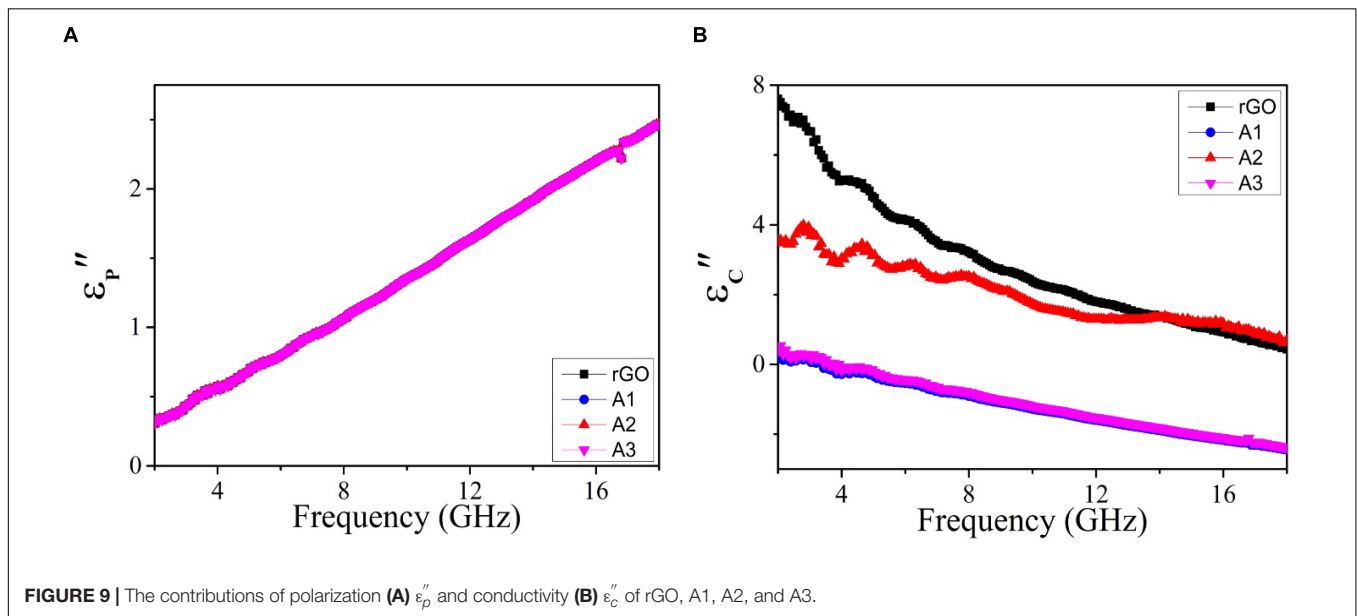 A
B
2
1
0
4
8
12
16
εₚ″
Frequency (GHz)
rGO
A1
A2
A3
8
4
0
4
8
12
16
ε_C″
Frequency (GHz)
rGO
A1
A2
A3
FIGURE 9 | The contributions of polarization (A) εₚ″ and conductivity (B) ε_c″ of rGO, A1, A2, and A3.